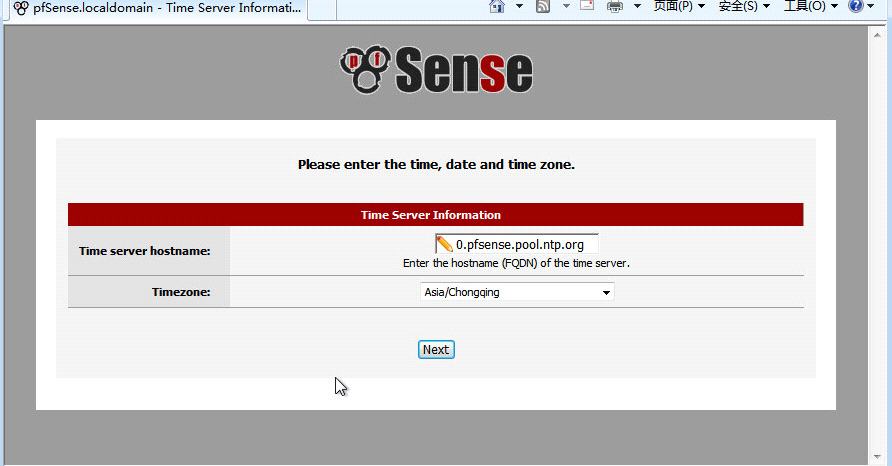 pfSense.localdomain - Time Server Informati...
页面(P)
安全(S)
工具(O)
pf Sense
Please enter the time, date and time zone.
Time Server Information
Time server hostname:
0.pfsense.pool.ntp.org
Enter the hostname (FQDN) of the time server.
Timezone:
Asia/Chongqing
Next